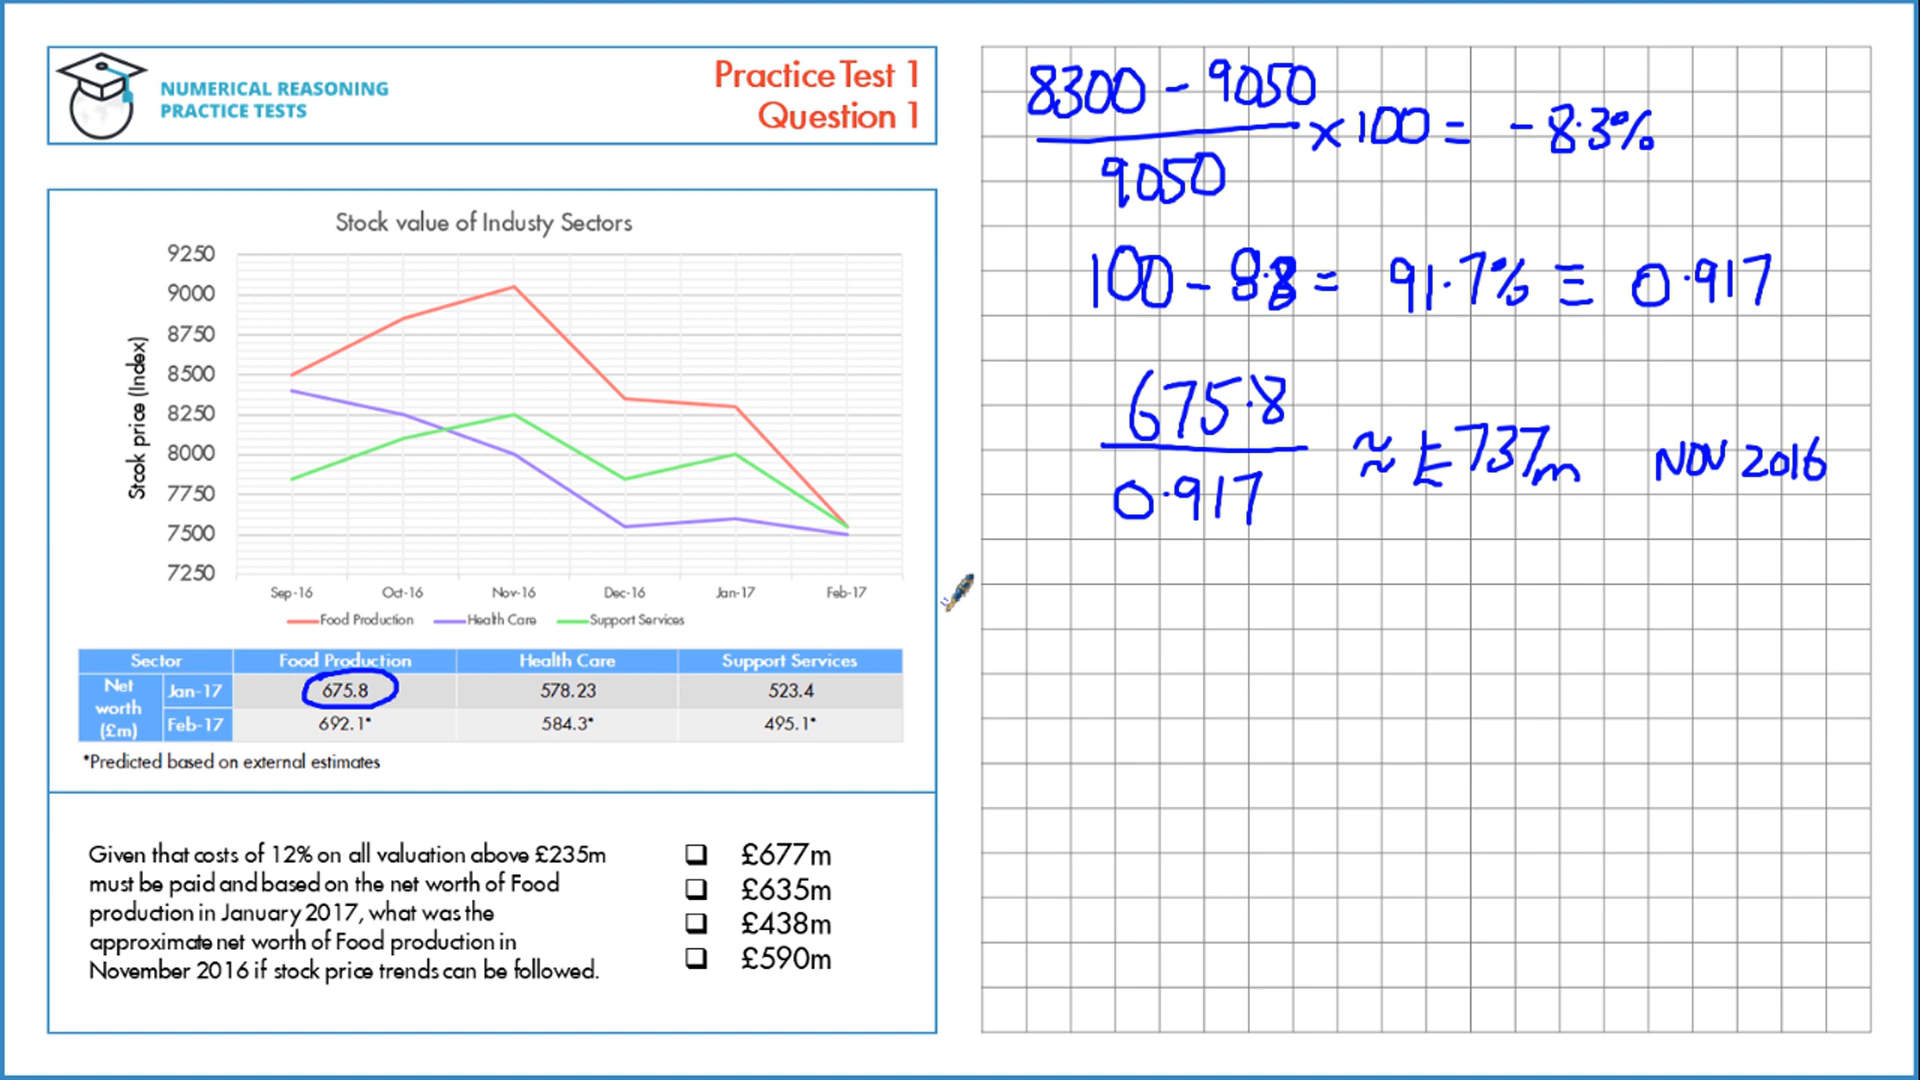 NUMERICAL REASONING
PRACTICE TESTS
Practice Test 1
Question 1
Stock value of Industy Sectors
Stock price (Index)
9250
9000
8750
8500
8250
8000
7750
7500
7250
Sep-16 Oct-16 Nov-16 Dec-16 Jan-17 Feb-17
Food Production Health Care Support Services
Sector Food Production Health Care Support Services
Net worth (£m)
Jan-17 675.8 578.23 523.4
Feb-17 692.1* 584.3* 495.1*
*Predicted based on external estimates
Given that costs of 12% on all valuation above £235m
must be paid and based on the net worth of Food
production in January 2017, what was the
approximate net worth of Food production in
November 2016 if stock price trends can be followed.
£677m
£635m
£438m
£590m
8300 - 9050
9050
× 100 = - 8.3%
100 - 8.3 = 91.7% ≡ 0.917
675.8
0.917
≈ £737m NOV 2016